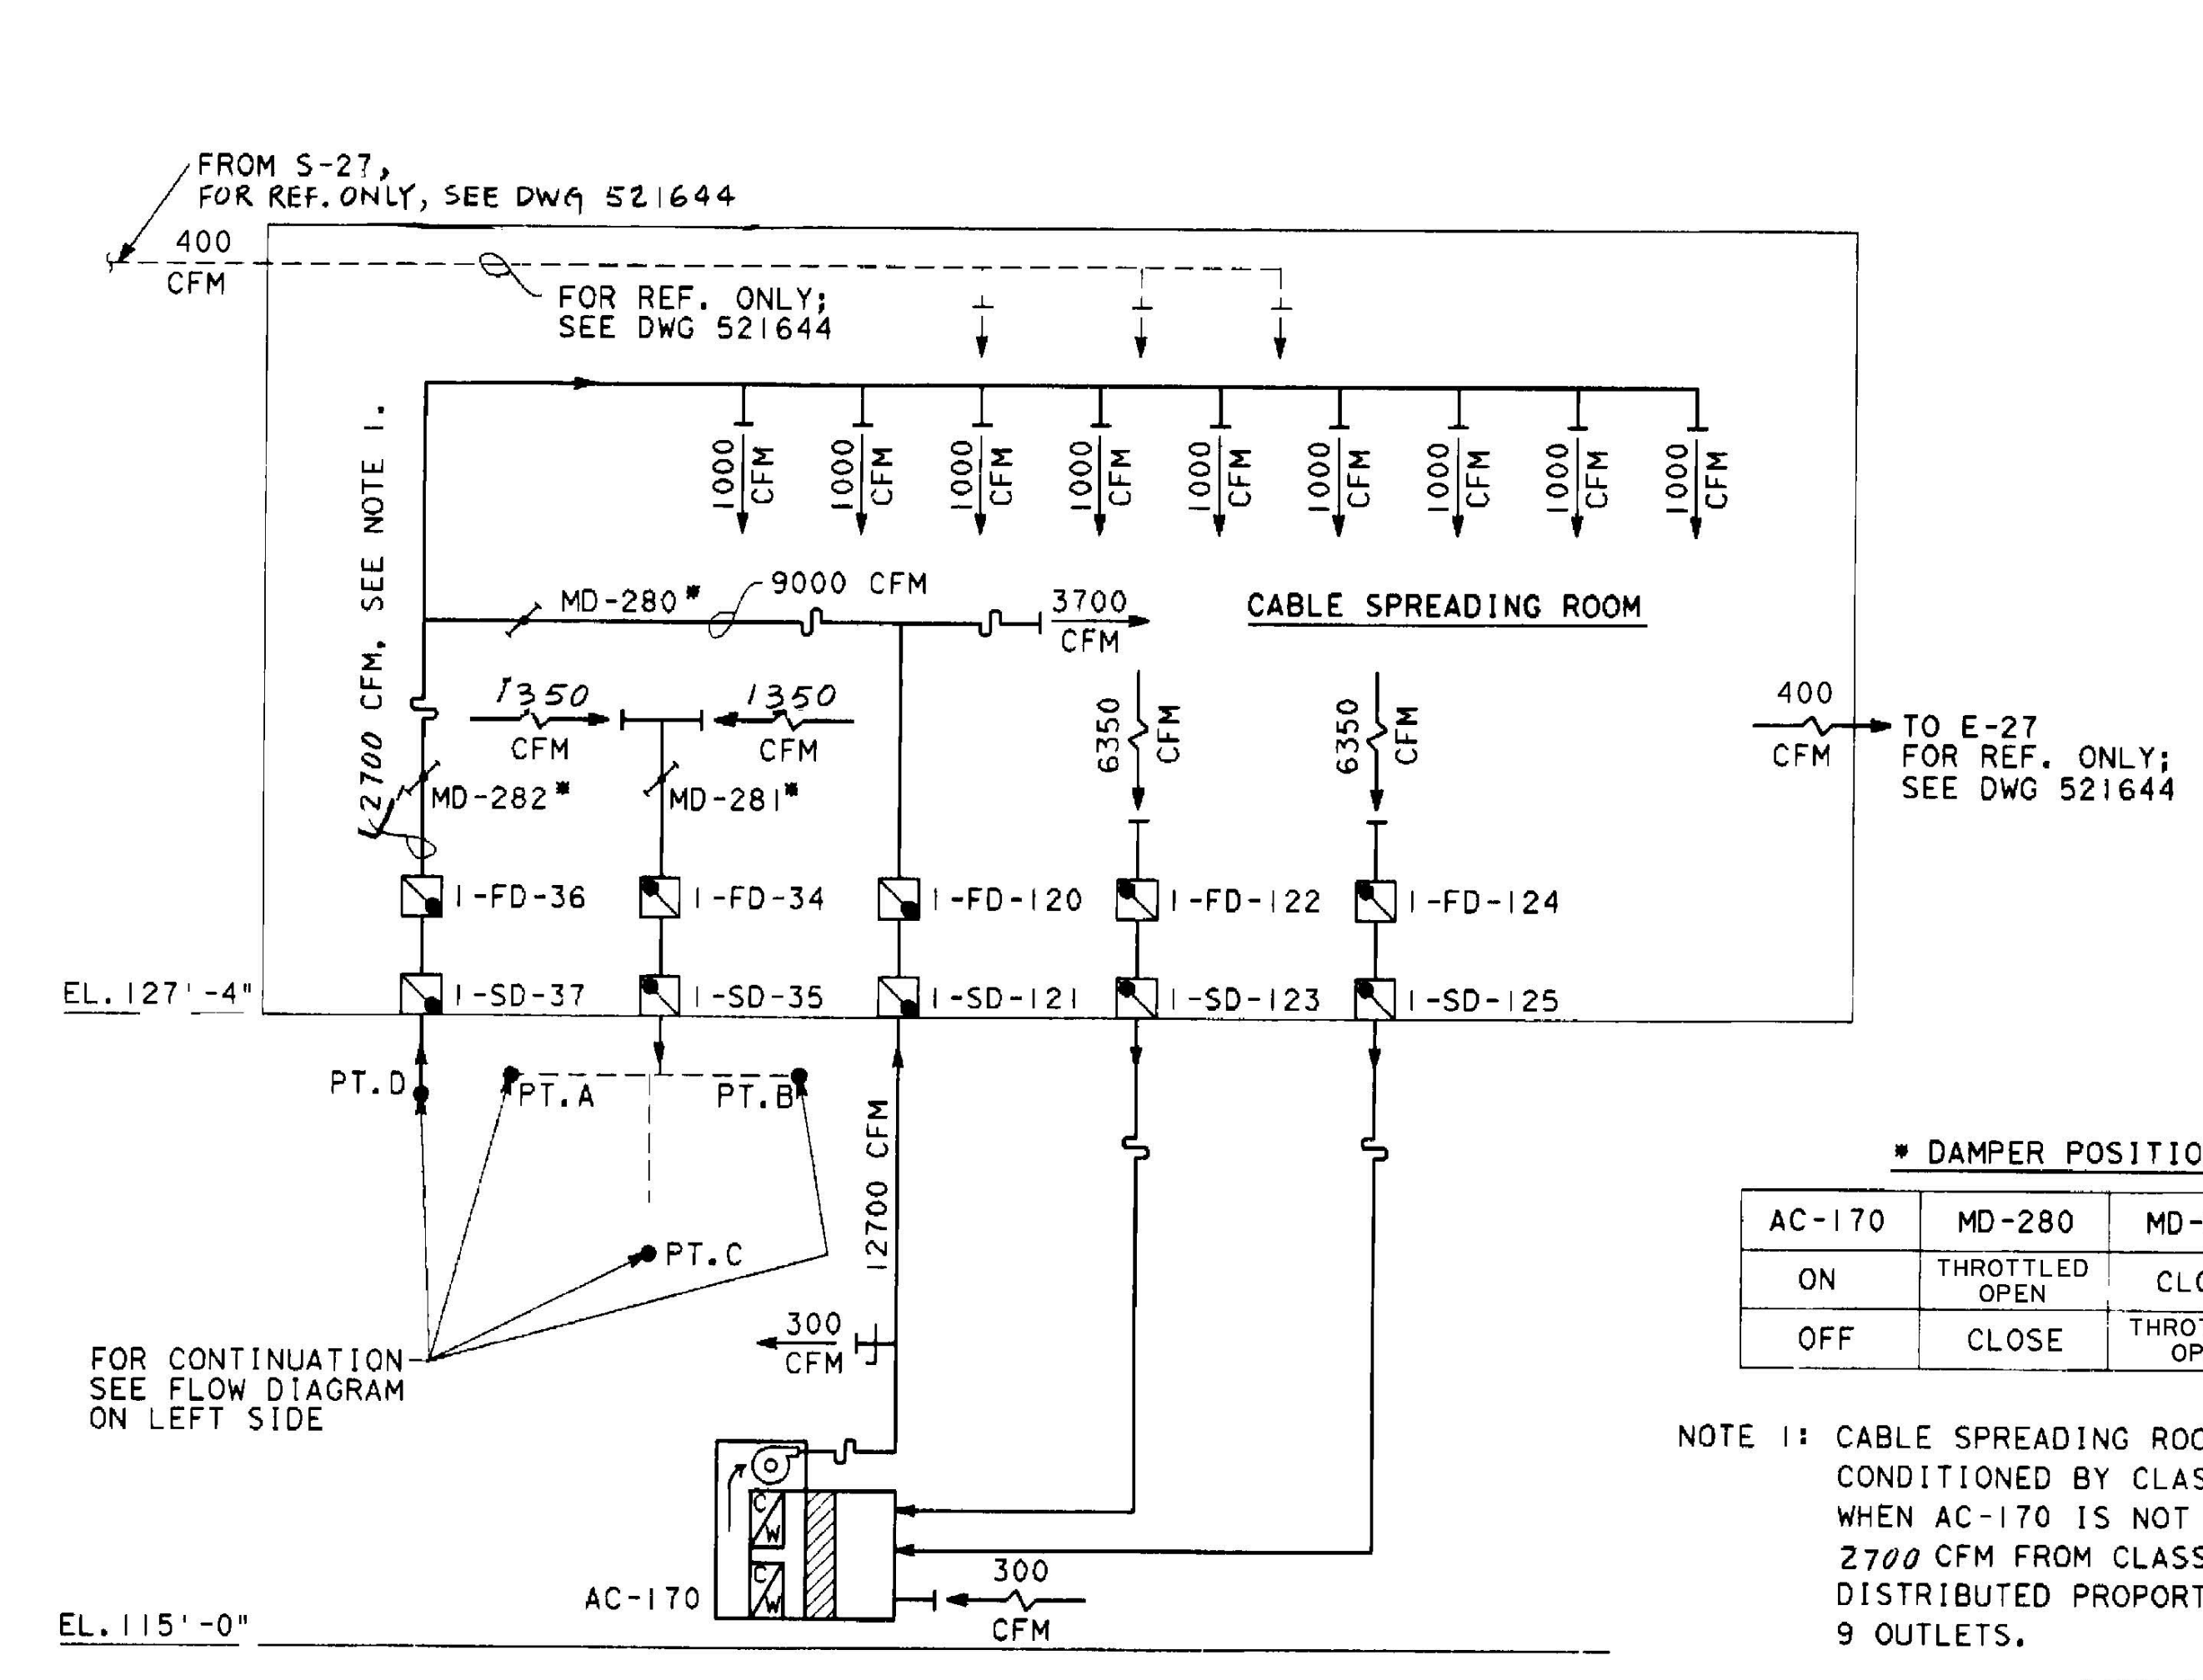 FROM S-27,
FOR REF. ONLY, SEE DWG 521644
400
CFM
FOR REF. ONLY;
SEE DWG 521644
2700 CFM, SEE NOTE 1.
1000 CFM
1000 CFM
1000 CFM
1000 CFM
1000 CFM
1000 CFM
1000 CFM
1000 CFM
1000 CFM
MD-280*
9000 CFM
3700
CFM
CABLE SPREADING ROOM
1350
CFM
1350
CFM
6350 CFM
6350 CFM
400
CFM
TO E-27
FOR REF. ONLY;
SEE DWG 521644
MD-282*
MD-281*
1-FD-36
1-FD-34
1-FD-120
1-FD-122
1-FD-124
EL. 127'-4"
1-SD-37
1-SD-35
1-SD-121
1-SD-123
1-SD-125
PT.D
PT.A
PT.B
PT.C
12700 CFM
300
CFM
FOR CONTINUATION
SEE FLOW DIAGRAM
ON LEFT SIDE
* DAMPER POSITIO
AC-170 MD-280 MD-
ON THROTTLED OPEN CLO
OFF CLOSE THRO OP
C
W
C
W
AC-170
300
CFM
EL. 115'-0"
NOTE 1: CABLE SPREADING ROO
CONDITIONED BY CLAS
WHEN AC-170 IS NOT
2700 CFM FROM CLASS
DISTRIBUTED PROPORT
9 OUTLETS.